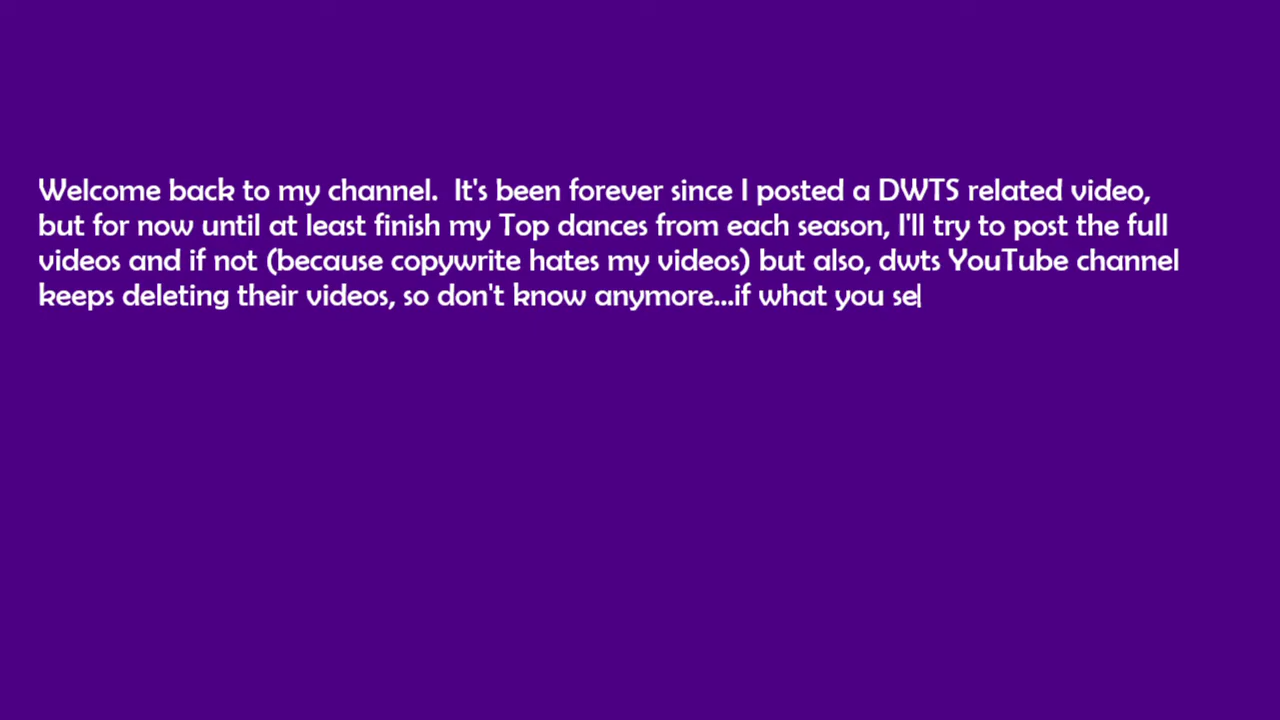 Welcome back to my channel.  It's been forever since I posted a DWTS related video,
but for now until at least finish my Top dances from each season, I'll try to post the full
videos and if not (because copywrite hates my videos) but also, dwts YouTube channel
keeps deleting their videos, so don't know anymore...if what you se